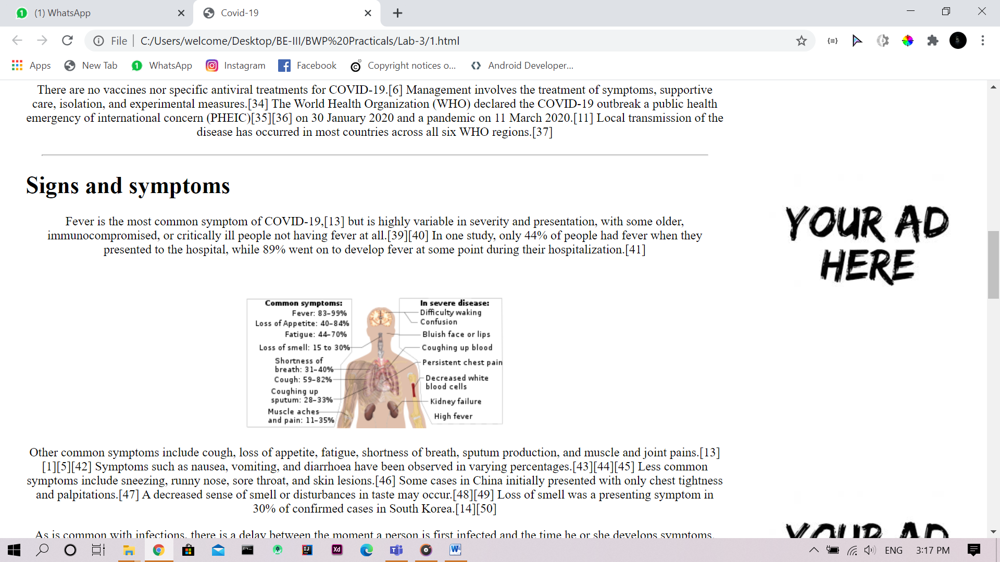 (1) WhatsApp
Covid-19
File
C:/Users/welcome/Desktop/BE-III/BWP%20Practicals/Lab-3/1.html
Apps
New Tab
WhatsApp
Instagram
Facebook
Copyright notices o...
Android Developer...
There are no vaccines nor specific antiviral treatments for COVID-19.[6] Management involves the treatment of symptoms, supportive
care, isolation, and experimental measures.[34] The World Health Organization (WHO) declared the COVID-19 outbreak a public health
emergency of international concern (PHEIC)[35][36] on 30 January 2020 and a pandemic on 11 March 2020.[11] Local transmission of the
disease has occurred in most countries across all six WHO regions.[37]
Signs and symptoms
Fever is the most common symptom of COVID-19,[13] but is highly variable in severity and presentation, with some older,
immunocompromised, or critically ill people not having fever at all.[39][40] In one study, only 44% of people had fever when they
presented to the hospital, while 89% went on to develop fever at some point during their hospitalization.[41]
YOUR AD
HERE
Common symptoms:
Fever: 83-99%
Loss of Appetite: 40-84%
Fatigue: 44-70%
Loss of smell: 15 to 30%
Shortness of
breath: 31-40%
Cough: 59-82%
Coughing up
sputum: 28-33%
Muscle aches
and pain: 11-35%
In severe disease:
Difficulty waking
Confusion
Bluish face or lips
Coughing up blood
Persistent chest pain
Decreased white
blood cells
Kidney failure
High fever
Other common symptoms include cough, loss of appetite, fatigue, shortness of breath, sputum production, and muscle and joint pains.[13]
[1][5][42] Symptoms such as nausea, vomiting, and diarrhoea have been observed in varying percentages.[43][44][45] Less common
symptoms include sneezing, runny nose, sore throat, and skin lesions.[46] Some cases in China initially presented with only chest tightness
and palpitations.[47] A decreased sense of smell or disturbances in taste may occur.[48][49] Loss of smell was a presenting symptom in
30% of confirmed cases in South Korea.[14][50]
As is common with infections, there is a delay between the moment a person is first infected and the time he or she develops symptoms.
YOUR AD
ENG
3:17 PM